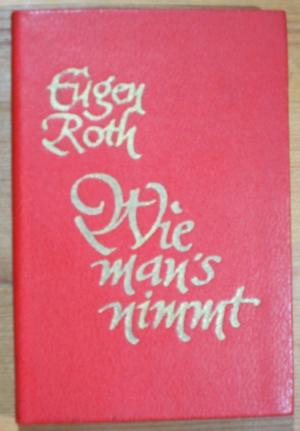 Eugen
Roth
Wie
man's
nimmt